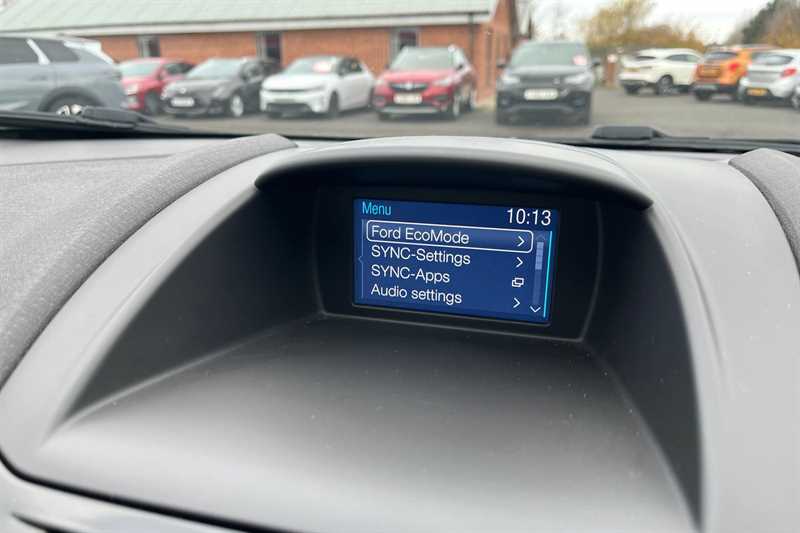 Menu 10:13
Ford EcoMode
SYNC-Settings
SYNC-Apps
Audio settings